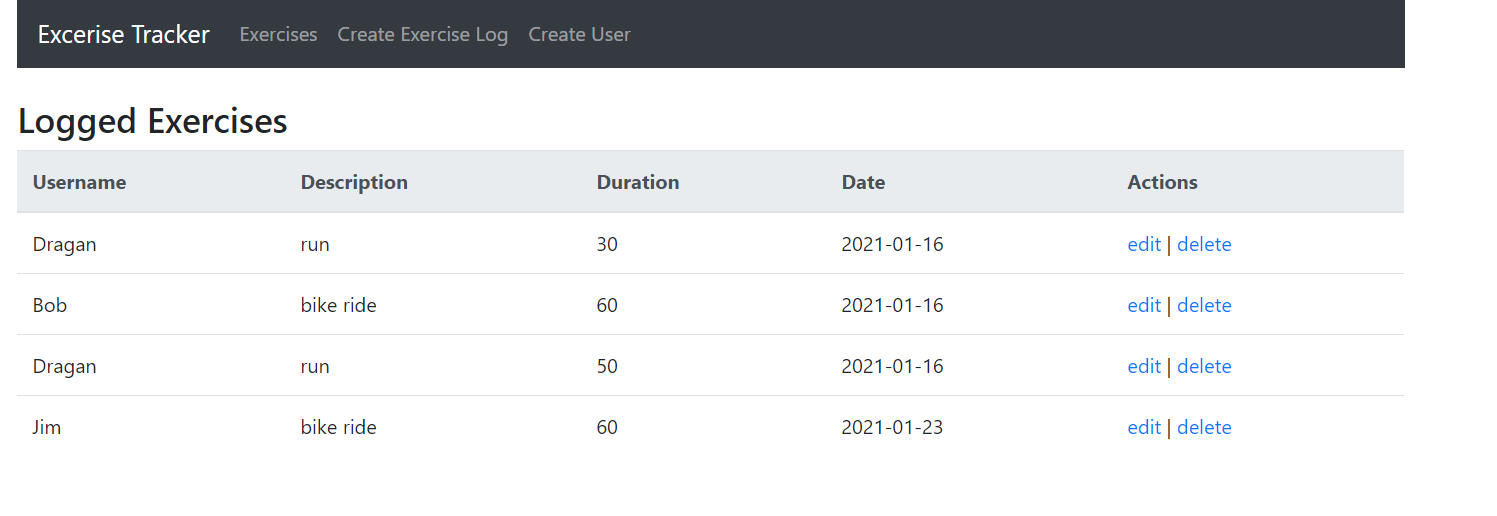 Excerise Tracker Exercises Create Exercise Log Create User
Logged Exercises
Username Description Duration Date Actions
Dragan run 30 2021-01-16 edit | delete
Bob bike ride 60 2021-01-16 edit | delete
Dragan run 50 2021-01-16 edit | delete
Jim bike ride 60 2021-01-23 edit | delete